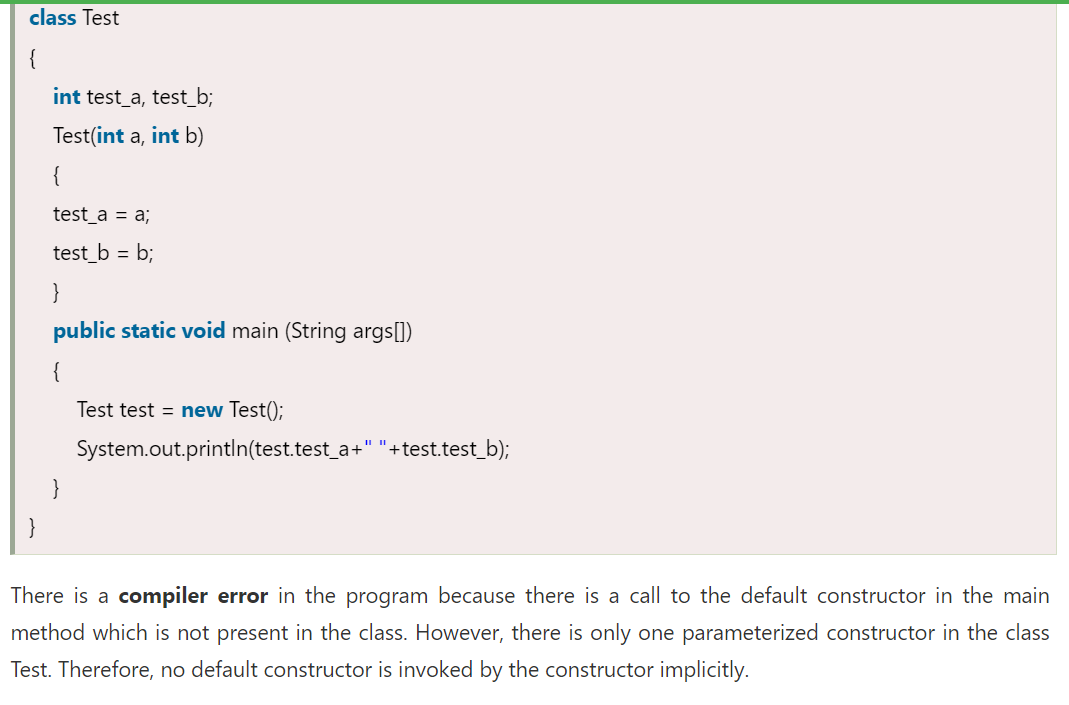 class Test
{
int test_a, test_b;
Test(int a, int b)
{
test_a = a;
test_b = b;
}
public static void main (String args[])
{
Test test = new Test();
System.out.println(test.test_a+" "+test.test_b);
}
}
There is a compiler error in the program because there is a call to the default constructor in the main
method which is not present in the class. However, there is only one parameterized constructor in the class
Test. Therefore, no default constructor is invoked by the constructor implicitly.